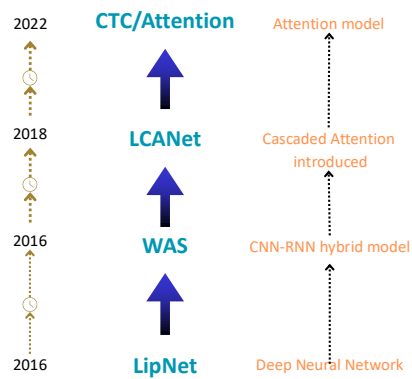 2022 CTC/Attention Attention model
2018 LCANet Cascaded Attention
introduced
2016 WAS CNN-RNN hybrid model
2016 LipNet Deep Neural Network